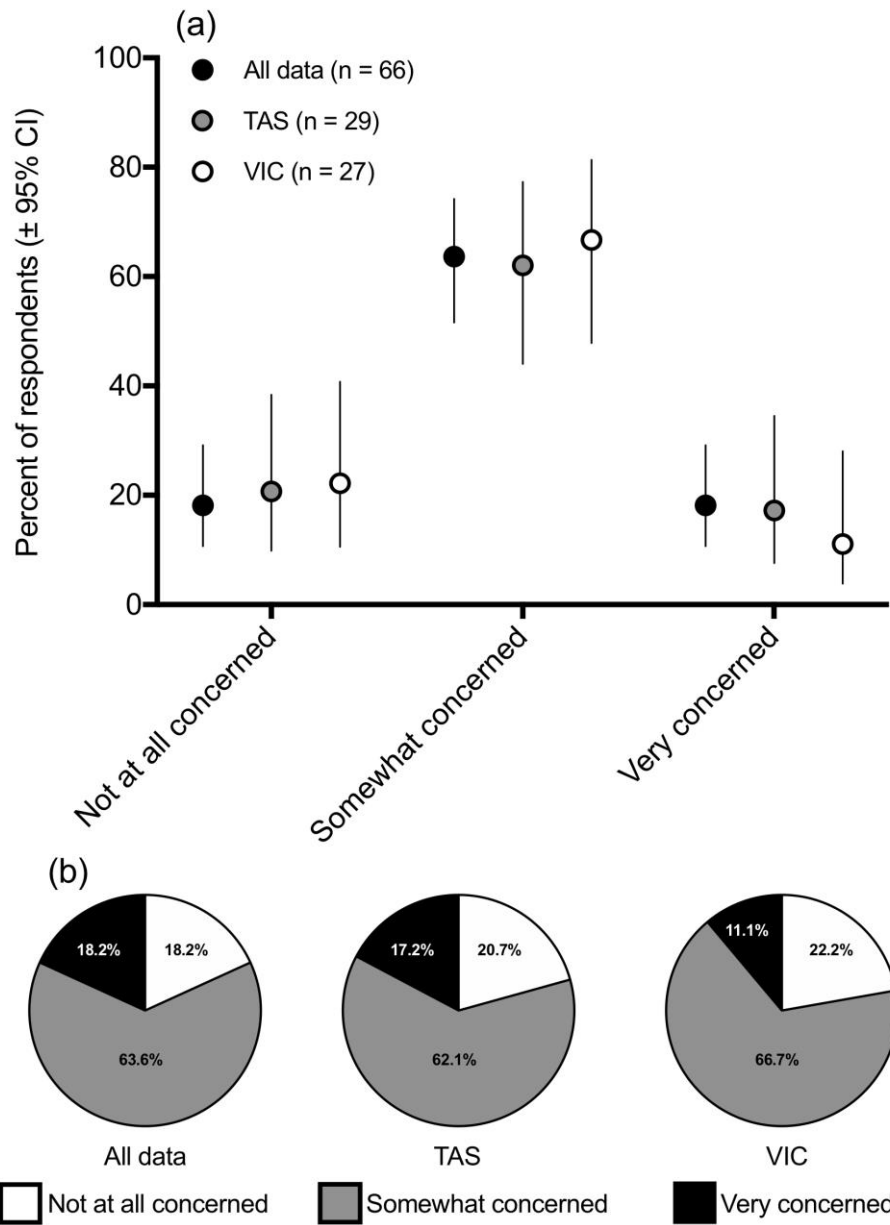 (a)
Percent of respondents (± 95% CI)
100
80
60
40
20
0
All data (n = 66)
TAS (n = 29)
VIC (n = 27)
Not at all concerned
Somewhat concerned
Very concerned
(b)
18.2%
18.2%
63.6%
17.2%
20.7%
62.1%
11.1%
22.2%
66.7%
All data
TAS
VIC
Not at all concerned
Somewhat concerned
Very concerned